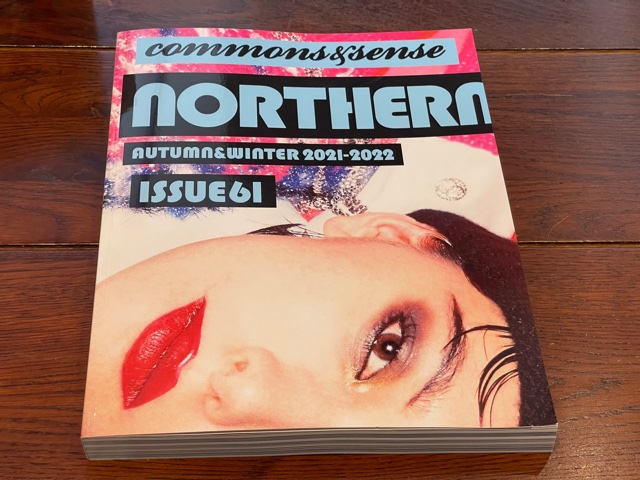 commons&sense
NORTHERN
AUTUMN&WINTER 2021-2022
ISSUE61